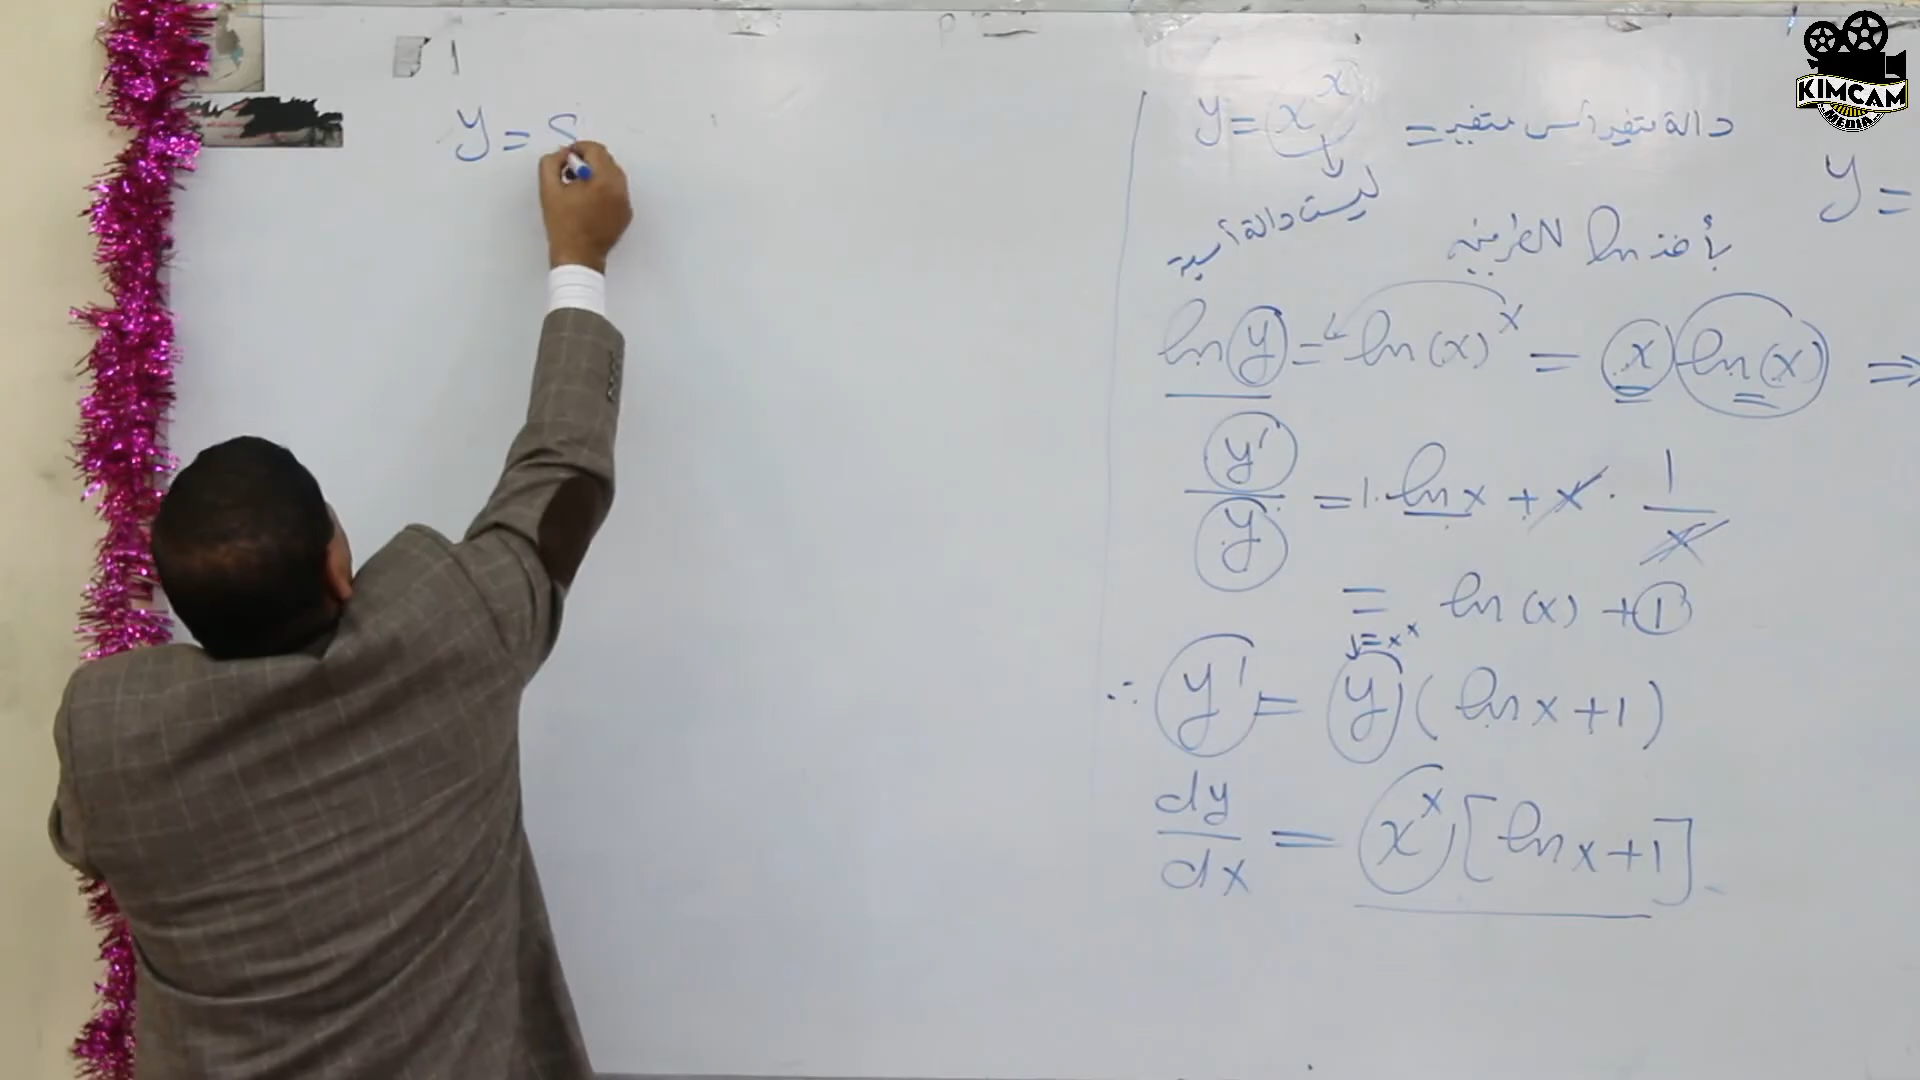 y = s
y = x^x = دالة متغير أس متغير
ليست دالة أسية
بأخذ ln للطرفين
y =
ln y = ln(x)^x = x ln(x) ⇒
y'/y = 1. ln x + x . 1/x
= ln(x) + 1
y = x^x
∴ y' = y (ln x + 1)
dy/dx = x^x [ln x + 1]
KIMCAM
MEDIA